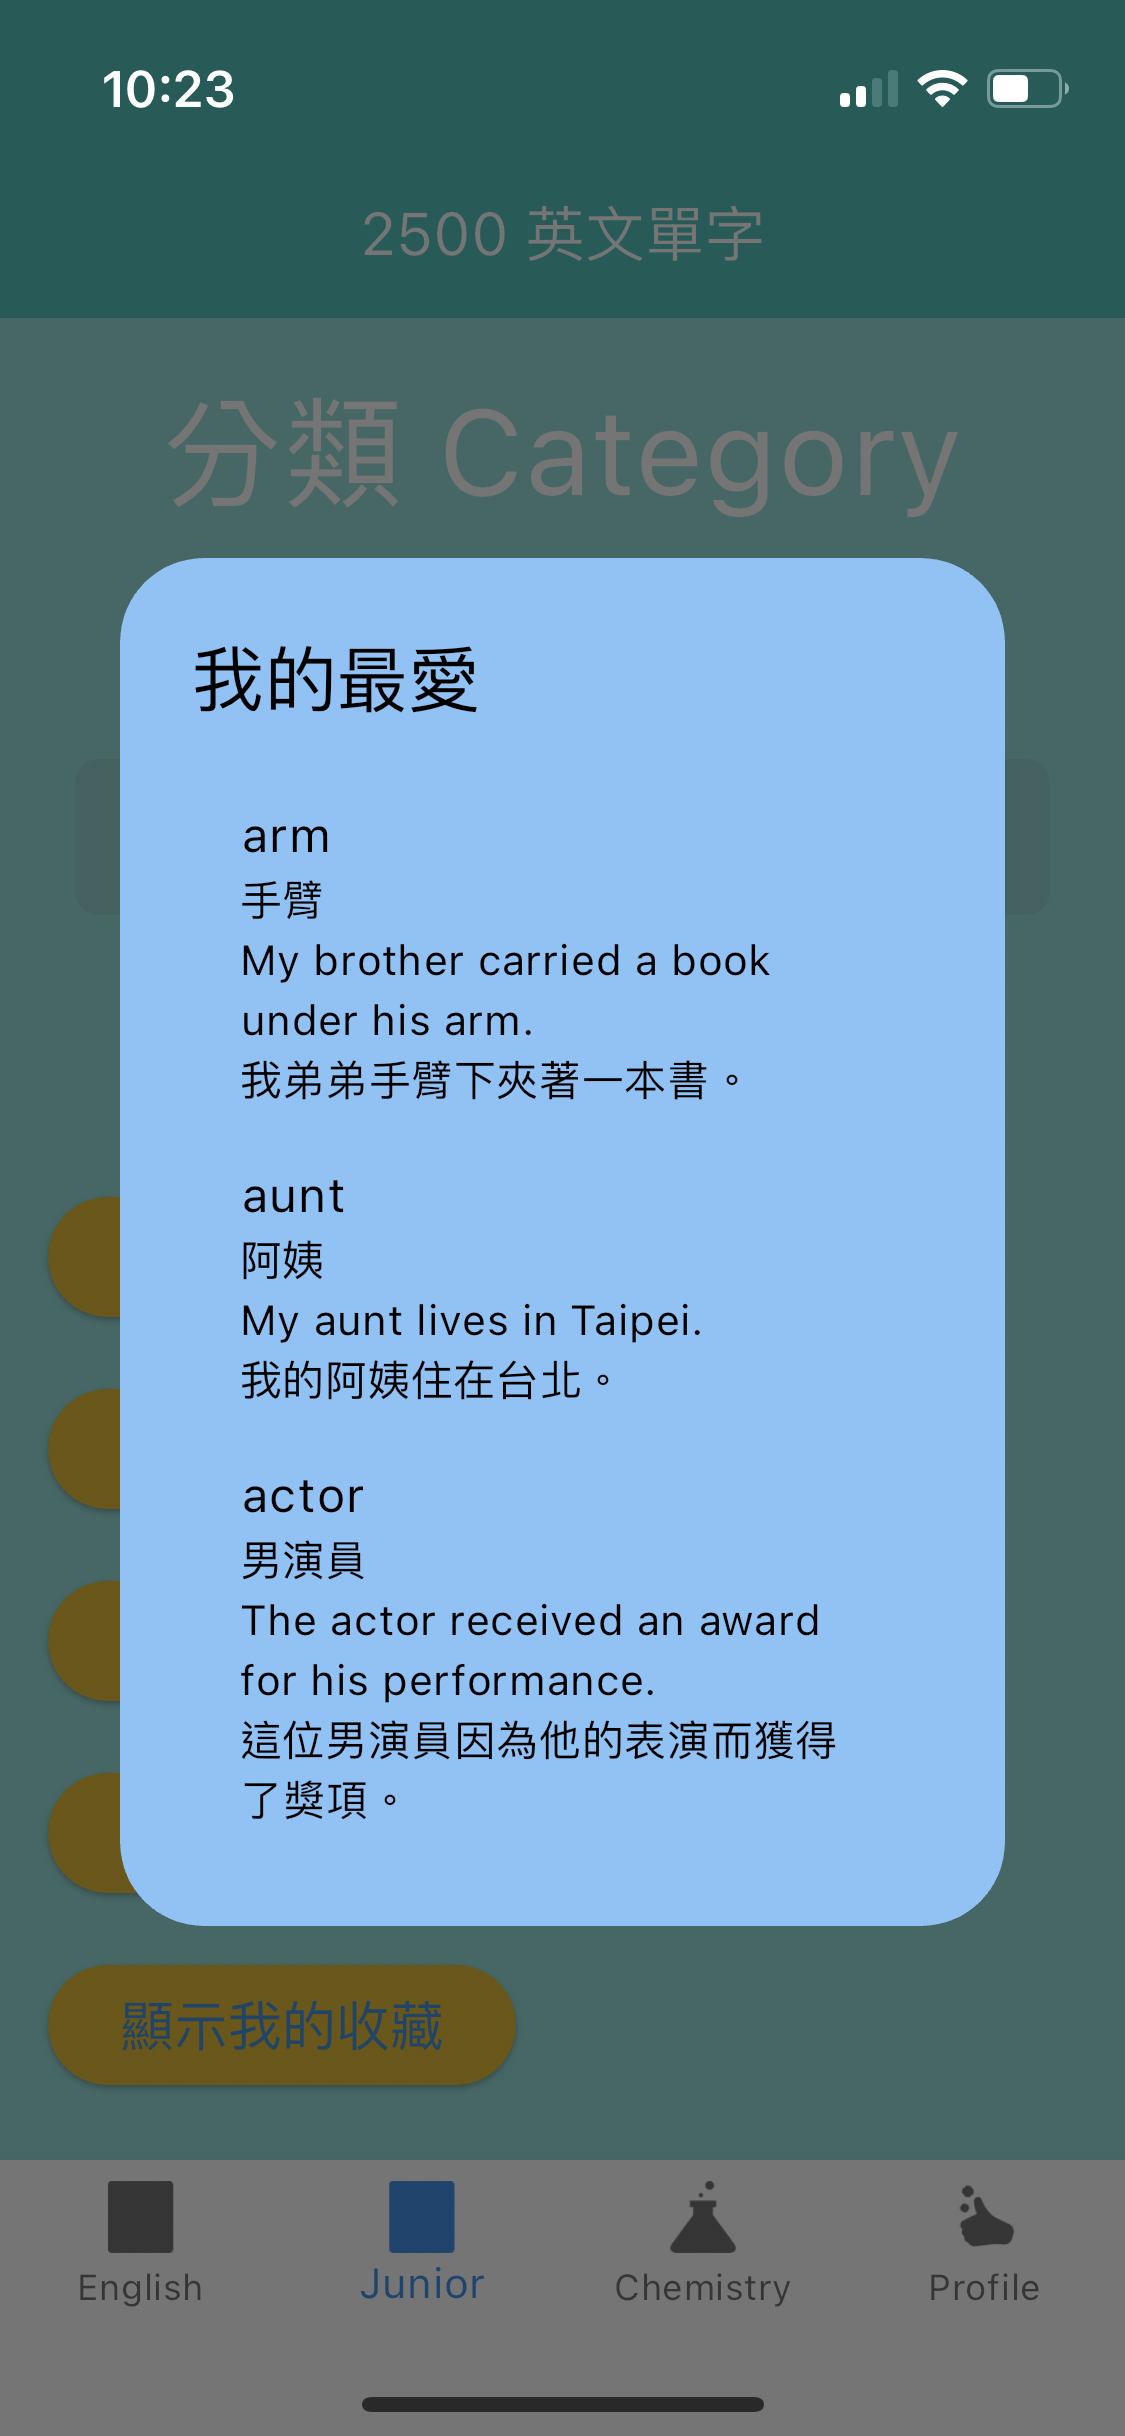 10:23
2500 英文單字
分類 Category
我的最愛
arm
手臂
My brother carried a book
under his arm.
我弟弟手臂下夾著一本書。
aunt
阿姨
My aunt lives in Taipei.
我的阿姨住在台北。
actor
男演員
The actor received an award
for his performance.
這位男演員因為他的表演而獲得
了獎項。
顯示我的收藏
English
Junior
Chemistry
Profile